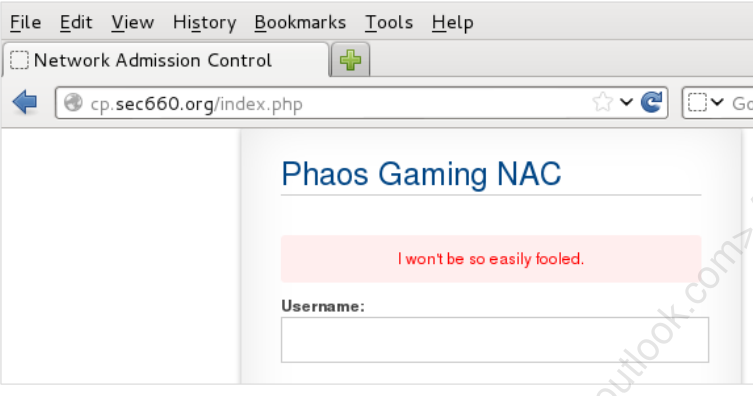 File Edit View History Bookmarks Tools Help
Network Admission Control
cp.sec660.org/index.php
Phaos Gaming NAC
I won't be so easily fooled.
Username:
outlook.com>